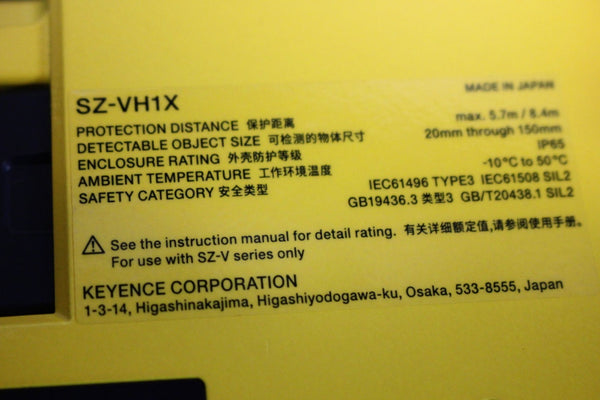 MADE IN JAPAN
SZ-VH1X
PROTECTION DISTANCE 保护距离 max. 5.7m / 8.4m
DETECTABLE OBJECT SIZE 可检测的物体尺寸 20mm through 150mm
ENCLOSURE RATING 外壳防护等级 IP65
AMBIENT TEMPERATURE 工作环境温度 -10°C to 50°C
SAFETY CATEGORY 安全类型 IEC61496 TYPE3 IEC61508 SIL2
GB19436.3 类型3 GB/T20438.1 SIL2
See the instruction manual for detail rating. 有关详细额定值,请参阅使用手册。
For use with SZ-V series only
KEYENCE CORPORATION
1-3-14, Higashinakajima, Higashiyodogawa-ku, Osaka, 533-8555, Japan